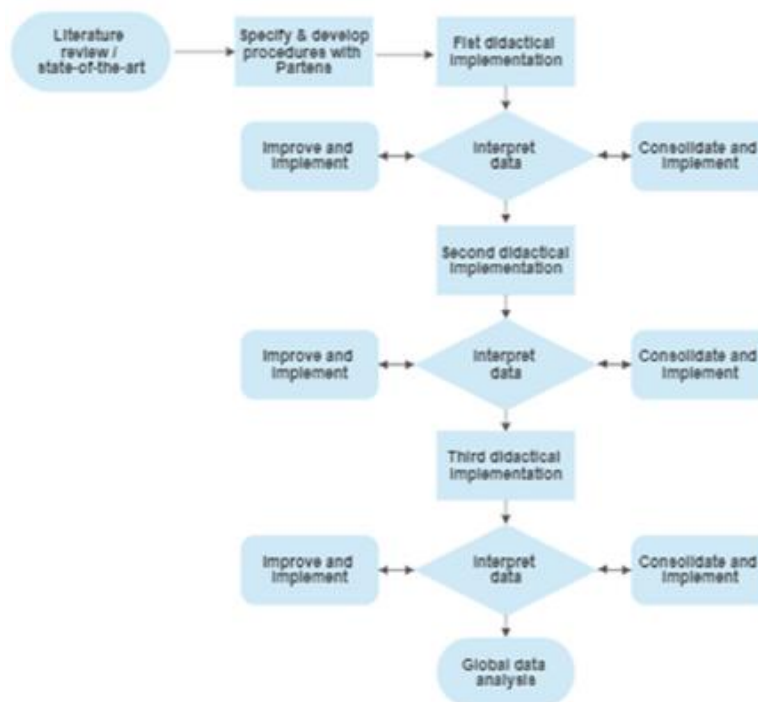 Literature
review /
state-of-the-art
Specify & develop
procedures with
Partens
Fist didactical
implementation
Improve and
Implement
Interpret
data
Consolidate and
Implement
Second didactical
implementation
Improve and
Implement
Interpret
data
Consolidate and
Implement
Third didactical
implementation
Improve and
Implement
Interpret
data
Consolidate and
Implement
Global data
analysis